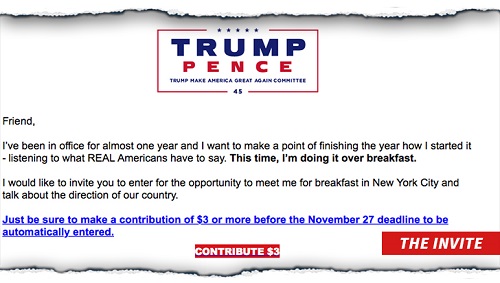 TRUMP
PENCE
TRUMP MAKE AMERICA GREAT AGAIN COMMITTEE
45
Friend,
I've been in office for almost one year and I want to make a point of finishing the year how I started it
- listening to what REAL Americans have to say. This time, I'm doing it over breakfast.
I would like to invite you to enter for the opportunity to meet me for breakfast in New York City and
talk about the direction of our country.
Just be sure to make a contribution of $3 or more before the November 27 deadline to be
automatically entered.
CONTRIBUTE $3
THE INVITE